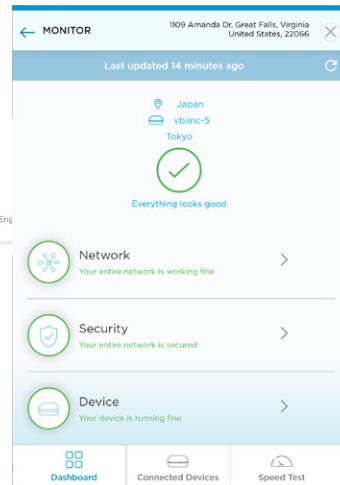 MONITOR
1109 Amanda Dr, Great Falls, Virginia
United States, 22066
Last updated 14 minutes ago
Japan
vbiinc-5
Tokyo
Everything looks good
Eng
Network
Your entire network is working fine
Security
Your entire network is secured
Device
Your device is running fine
Dashboard
Connected Devices
Speed Test